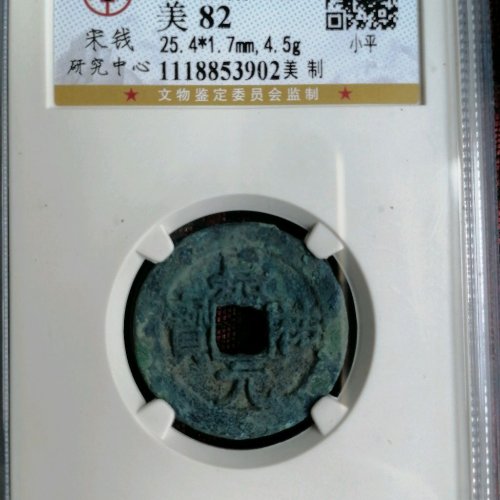 美 82
宋钱
25.4*1.7mm,4.5g
小平
研究中心
1118853902美 制
★ 文物鉴定委员会监制 ★